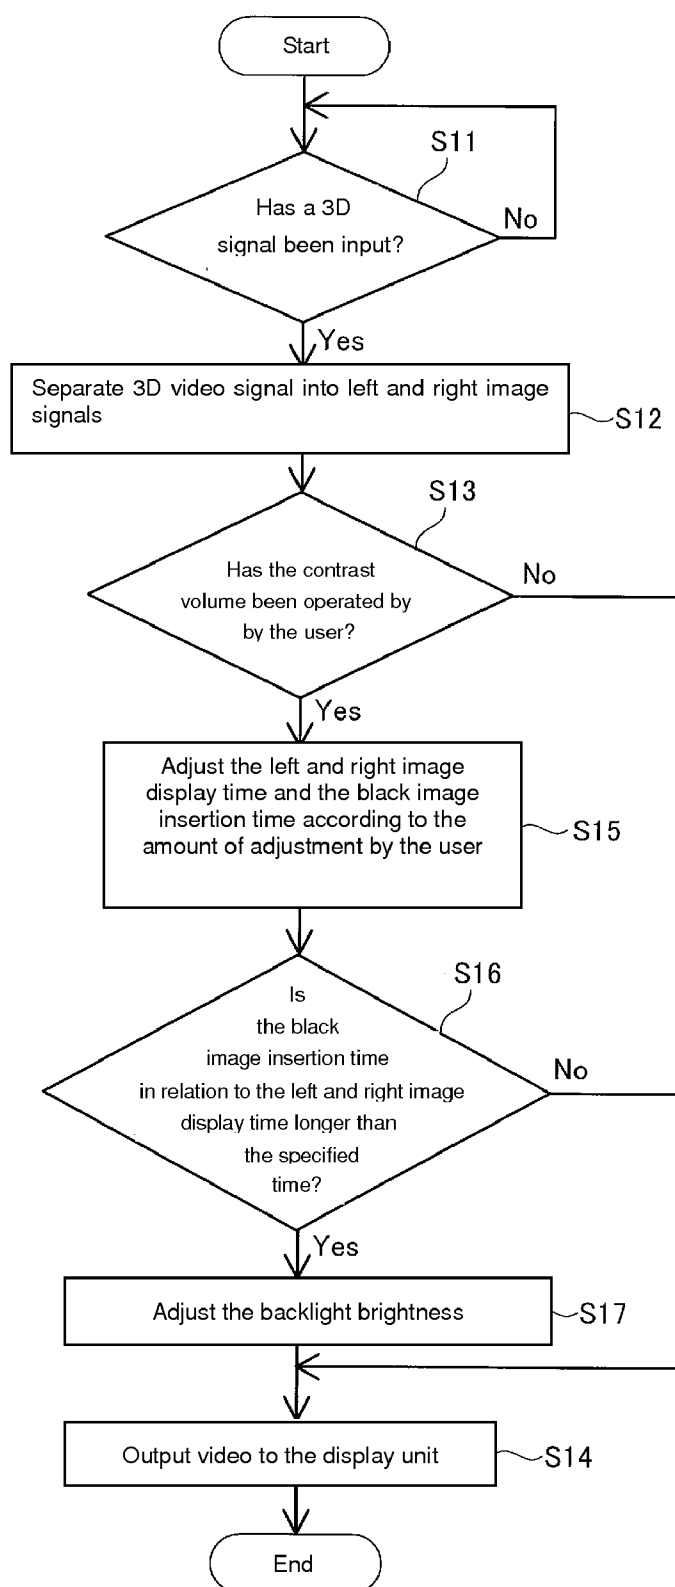 Start
S11
Has a 3D
signal been input?
No
Yes
Separate 3D video signal into left and right image
signals
S12
S13
Has the contrast
volume been operated by
by the user?
No
Yes
Adjust the left and right image
display time and the black image
insertion time according to the
amount of adjustment by the user
S15
S16
Is
the black
image insertion time
in relation to the left and right image
display time longer than
the specified
time?
No
Yes
Adjust the backlight brightness
S17
Output video to the display unit
S14
End